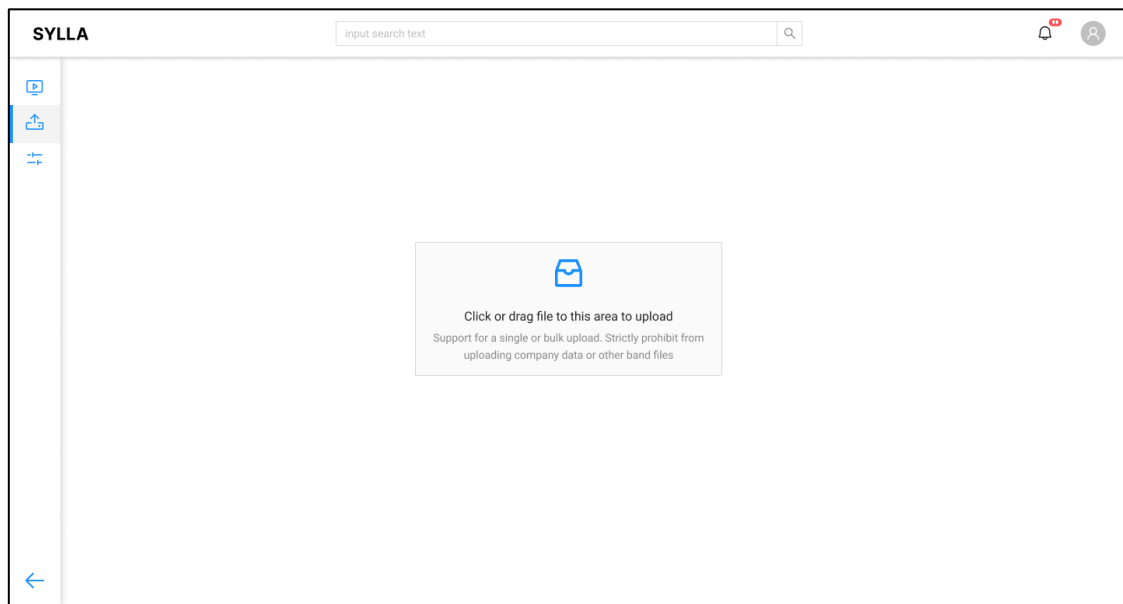 SYLLA
input search text
Click or drag file to this area to upload
Support for a single or bulk upload. Strictly prohibit from
uploading company data or other band files